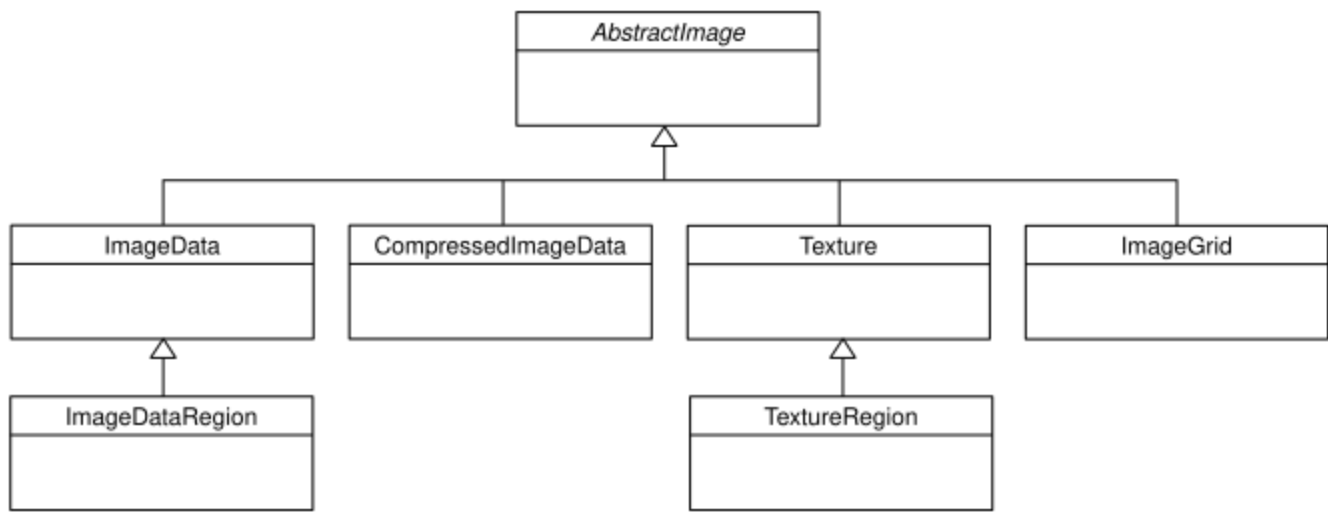 AbstractImage
ImageData
CompressedImageData
Texture
ImageGrid
ImageDataRegion
TextureRegion